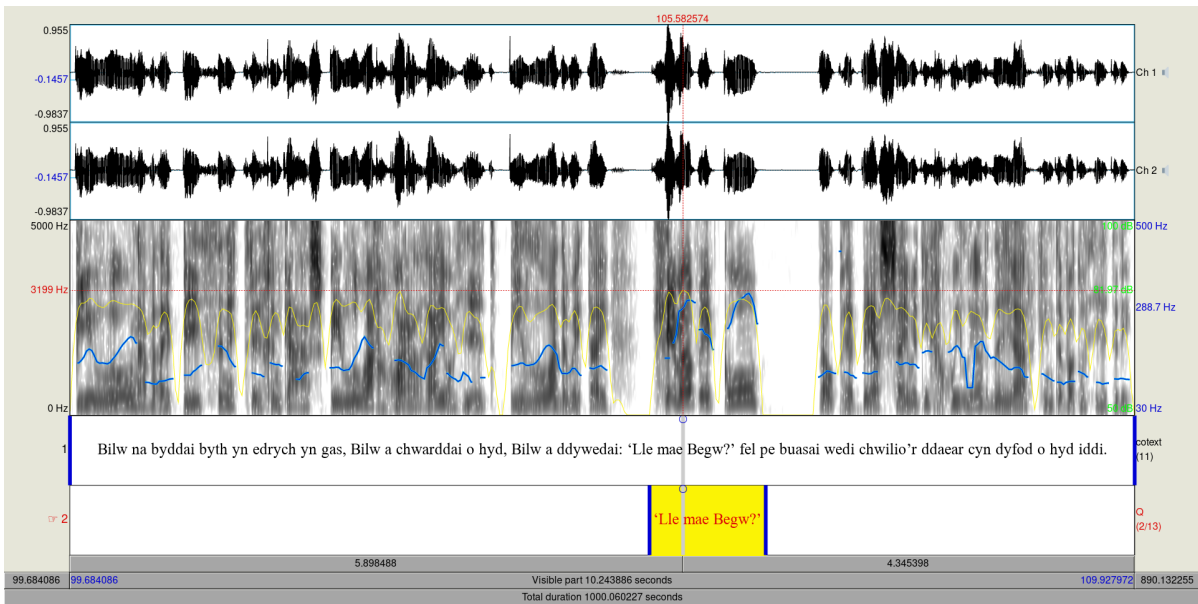 105.582574
0.955
-0.1457
-0.9837
Ch 1
0.955
-0.1457
-0.9837
Ch 2
5000 Hz
3199 Hz
0 Hz
500 Hz
288.7 Hz
30 Hz
1
Bilw na byddai byth yn edrych yn gas, Bilw a chwarddai o hyd, Bilw a ddywedai: ‘Lle mae Begw?’ fel pe buasai wedi chwilio’r ddaear cyn dyfod o hyd iddi.
cotext
(11)
☞ 2
‘Lle mae Begw?’
Q
(2/13)
5.898488
4.345398
99.684086
99.684086
Visible part 10.243886 seconds
109.927972
890.132255
Total duration 1000.060227 seconds